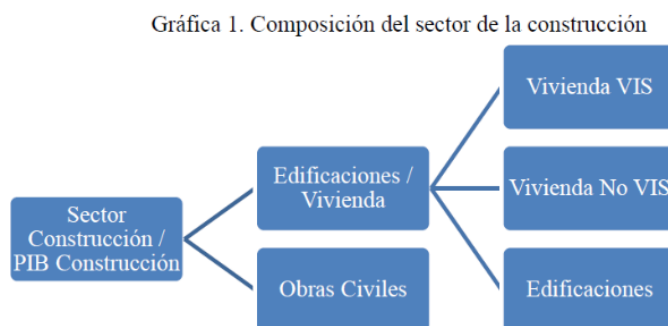 Gráfica 1. Composición del sector de la construcción
Sector
Construcción /
PIB Construcción
Edificaciones /
Vivienda
Obras Civiles
Vivienda VIS
Vivienda No VIS
Edificaciones